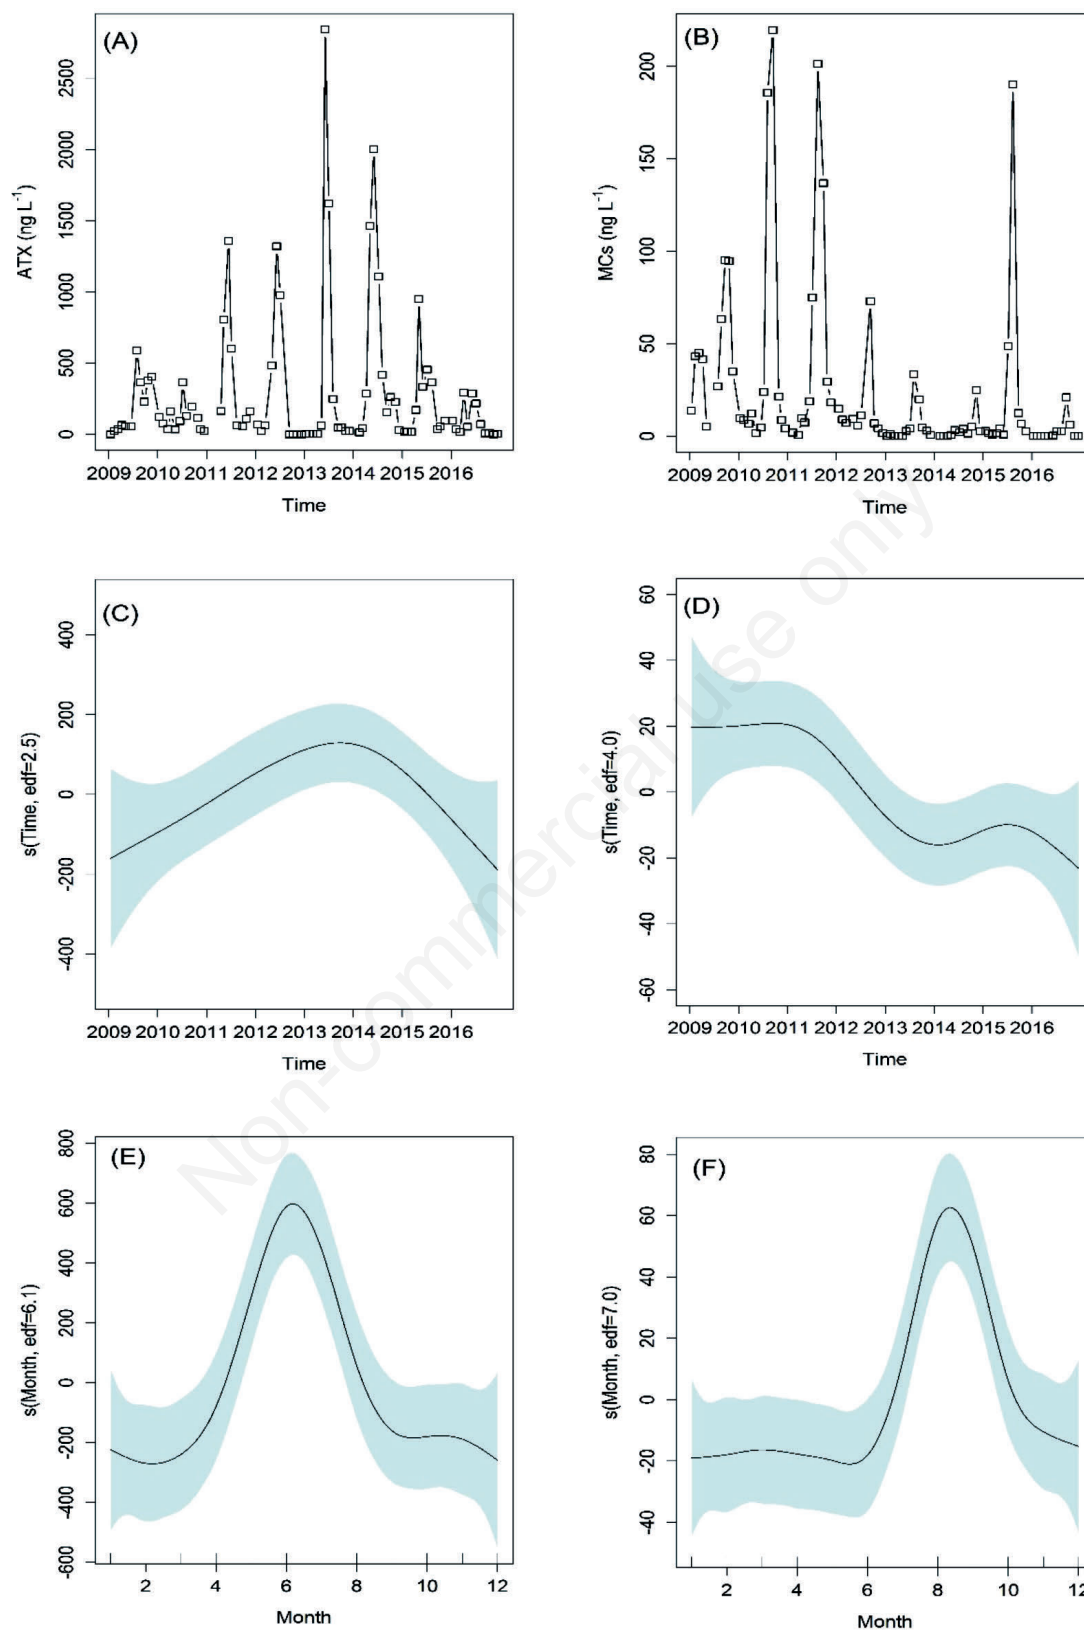 (A)
ATX (ng L⁻¹)
2500
2000
1500
1000
500
0
2009 2010 2011 2012 2013 2014 2015 2016
Time
(B)
MCs (ng L⁻¹)
200
150
100
50
0
2009 2010 2011 2012 2013 2014 2015 2016
Time
(C)
s(Time, edf=2.5)
400
200
0
-200
-400
2009 2010 2011 2012 2013 2014 2015 2016
Time
(D)
s(Time, edf=4.0)
60
40
20
0
-20
-40
-60
2009 2010 2011 2012 2013 2014 2015 2016
Time
(E)
s(Month, edf=6.1)
800
600
400
200
0
-200
-400
-600
2 4 6 8 10 12
Month
(F)
s(Month, edf=7.0)
80
60
40
20
0
-20
-40
2 4 6 8 10 12
Month
Non-commercial use only